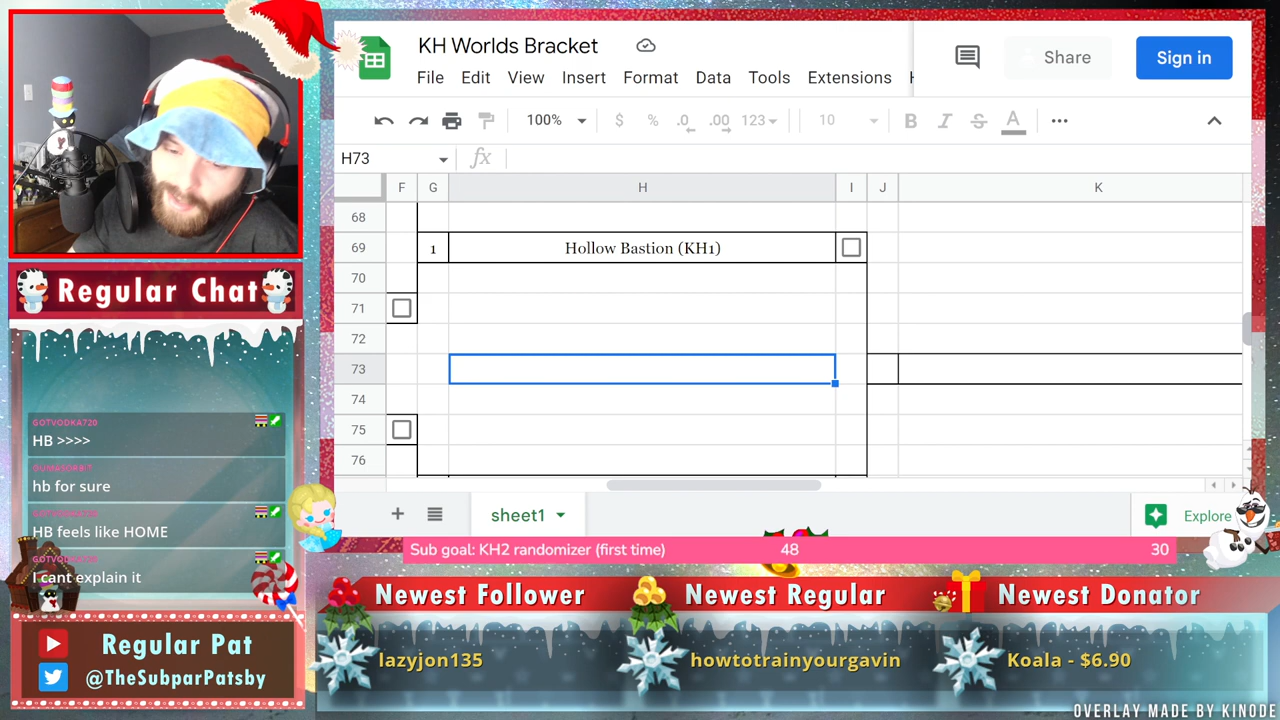 KH Worlds Bracket
File Edit View Insert Format Data Tools Extensions
Share
Sign in
100% $ % .0 .00 123 10 B I S A
H73 fx
F G H I J K
68
69 1 Hollow Bastion (KH1)
70
71
72
73
74
75
76
sheet1
Explore
Regular Chat
GOTVODKA720
HB >>>>
hb for sure
HB feels like HOME
I cant explain it
Regular Pat
@TheSubparPatsby
Sub goal: KH2 randomizer (first time) 48 30
Newest Follower
lazyjon135
Newest Regular
howtotrainyourgavin
Newest Donator
Koala - $6.90
OVERLAY MADE BY KINODE